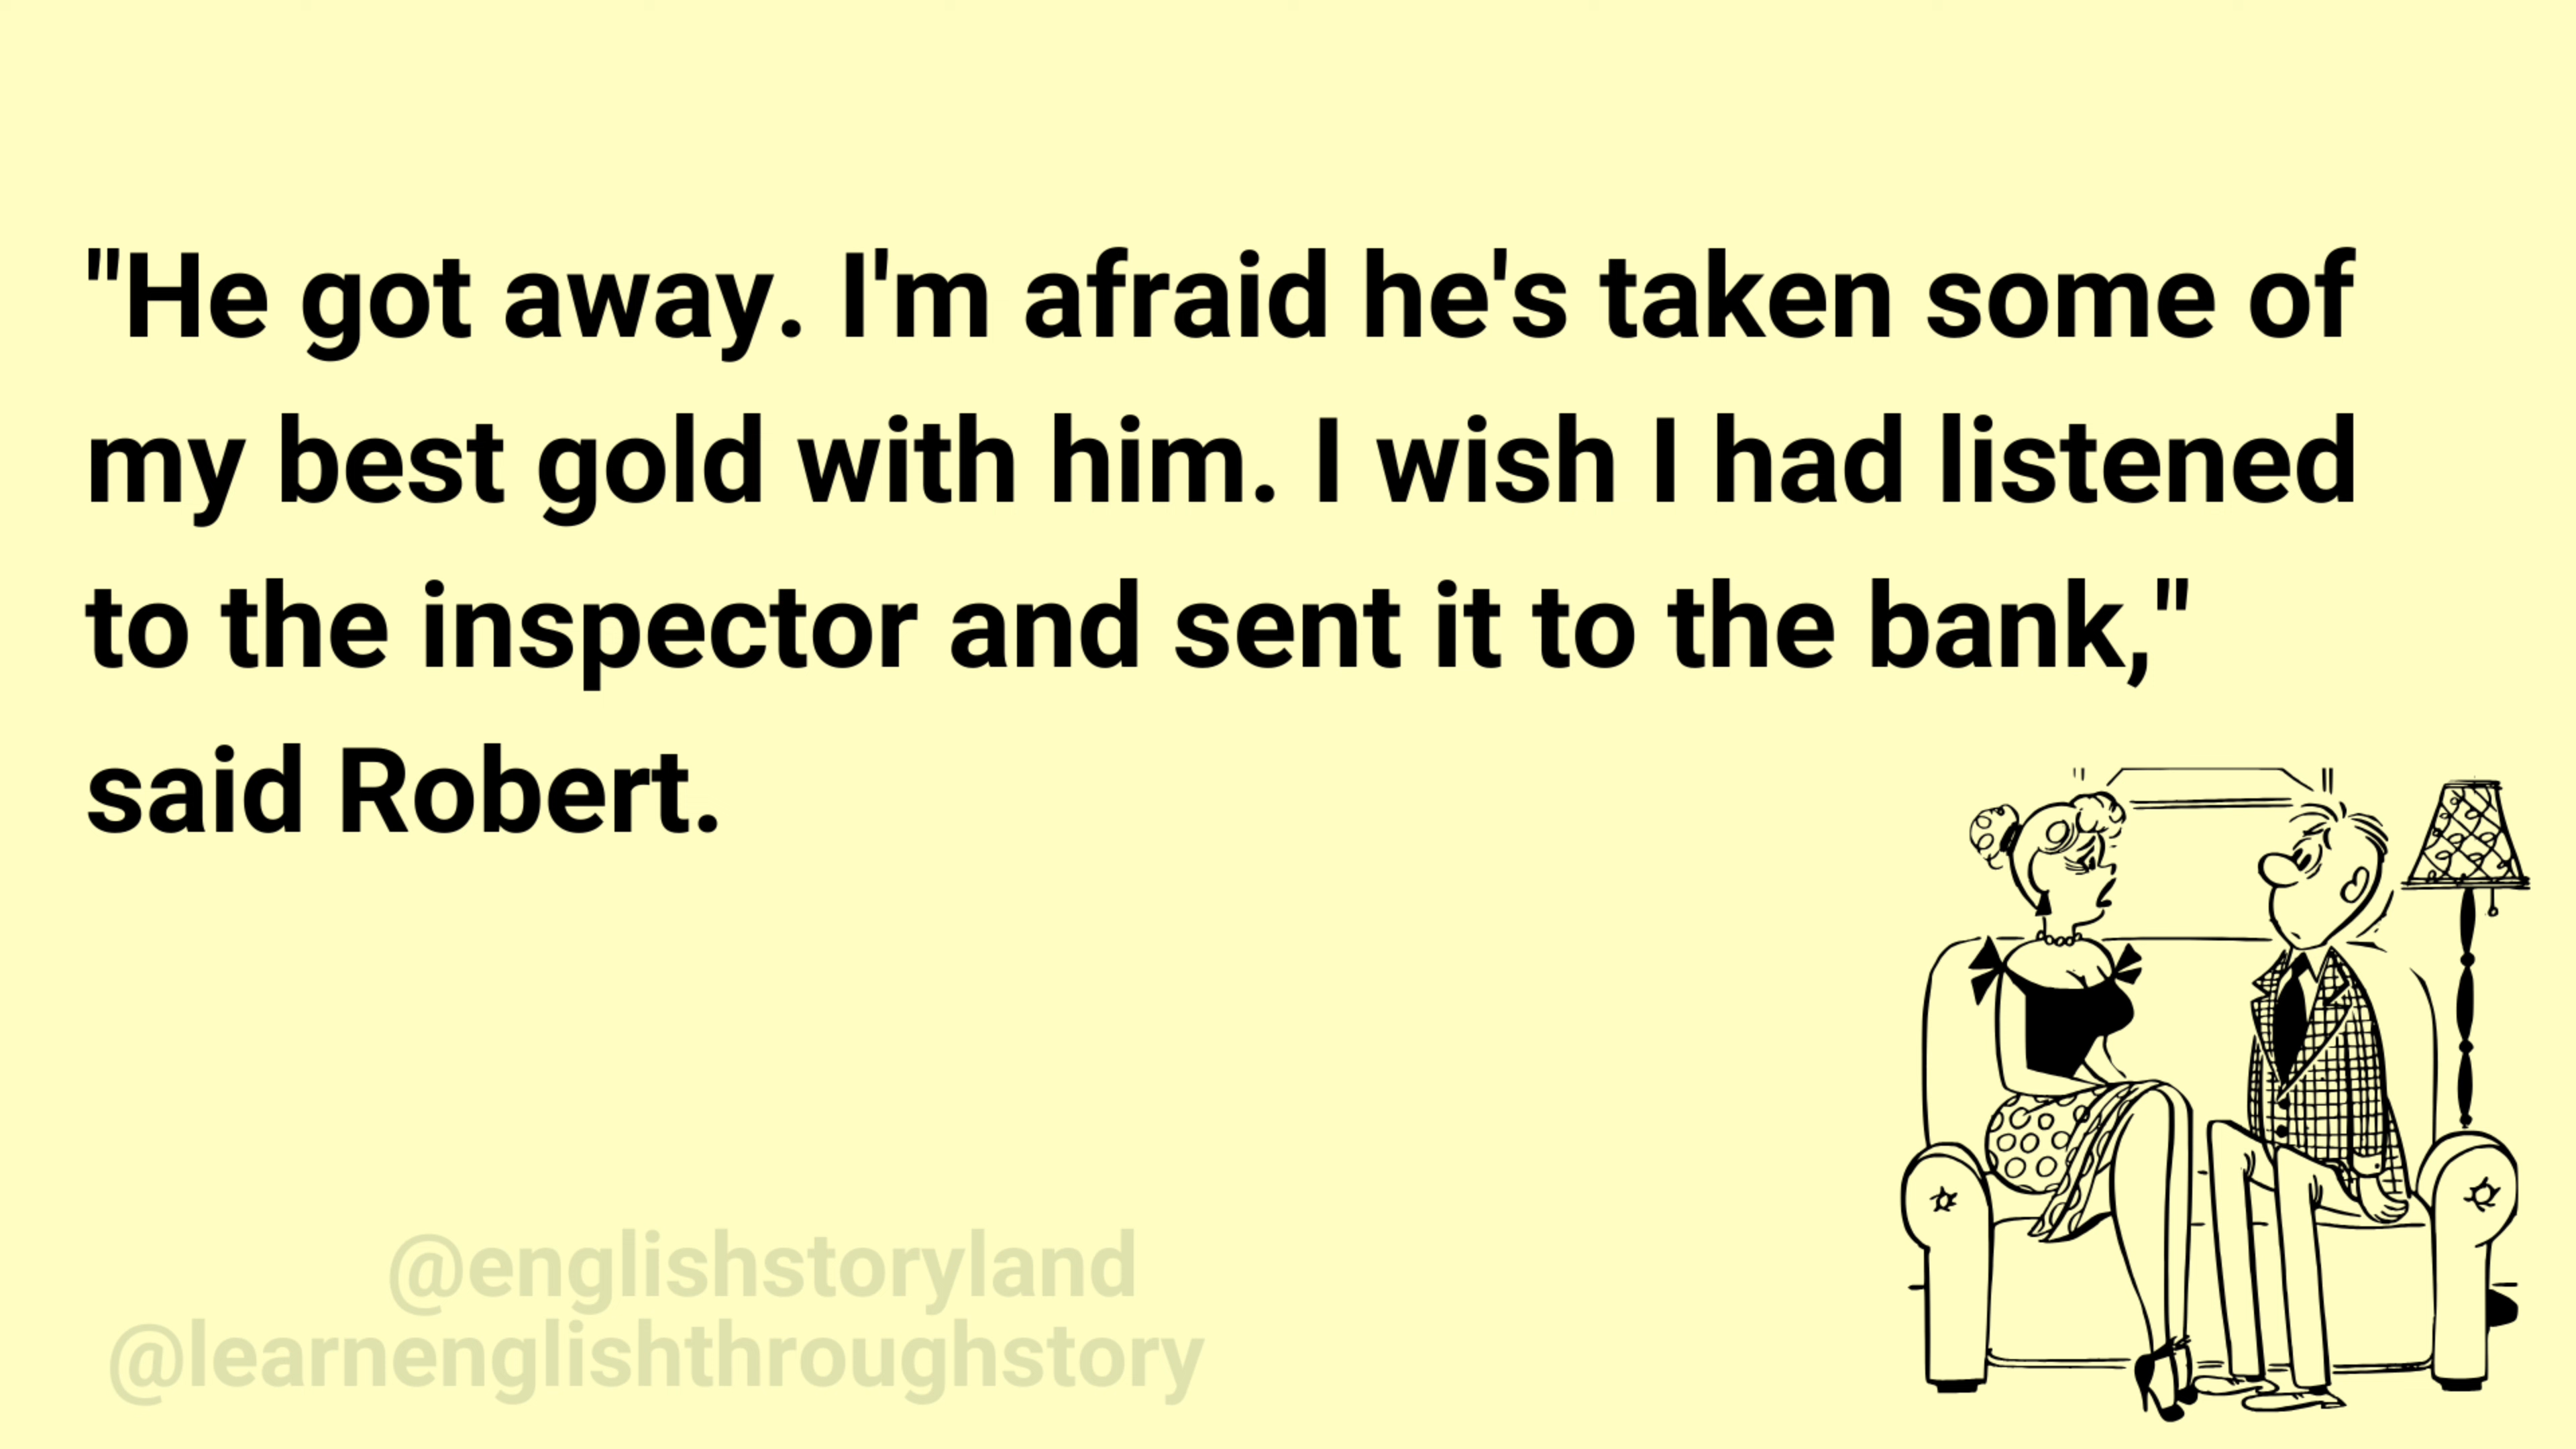 "He got away. I'm afraid he's taken some of
my best gold with him. I wish I had listened
to the inspector and sent it to the bank,"
said Robert.
@englishstoryland
@learnenglishthroughstory